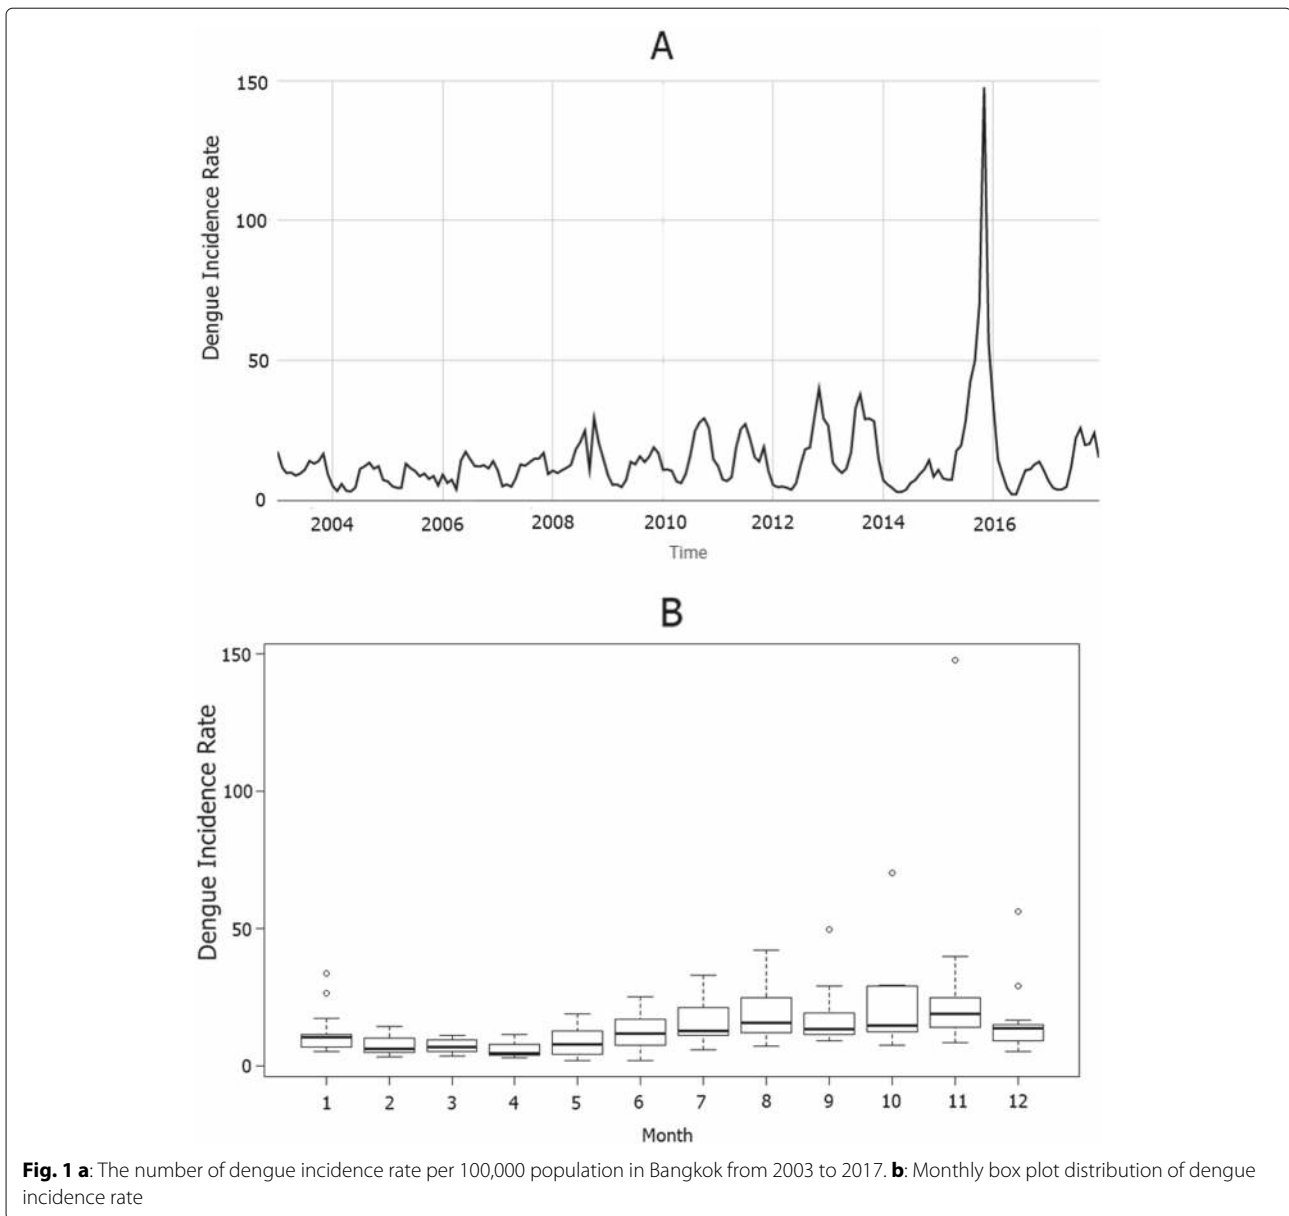 A
150
100
50
0
Dengue Incidence Rate
2004 2006 2008 2010 2012 2014 2016
Time
B
150
100
50
0
Dengue Incidence Rate
1 2 3 4 5 6 7 8 9 10 11 12
Month
Fig. 1 a: The number of dengue incidence rate per 100,000 population in Bangkok from 2003 to 2017. b: Monthly box plot distribution of dengue
incidence rate